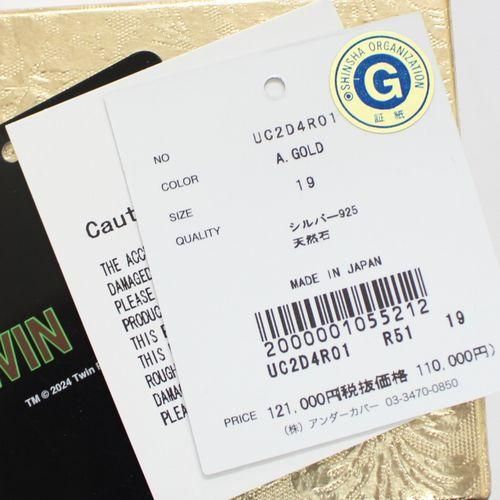 SHINSHA ORGANIZATION
G
証 紙
NO UC2D4R01
COLOR A.GOLD
SIZE 19
QUALITY シルバー925
天然石
MADE IN JAPAN
2000001055212
UC2D4R01 R51 19
PRICE 121,000円(税抜価格 110,000円)
(株) アンダーカバー 03-3470-0850
Caut
THE ACC
DAMAGED
PLEASE
PRODUC
THIS
THIS
ROUGH
DAMA
PLEA
WIN
TM © 2024 Twin